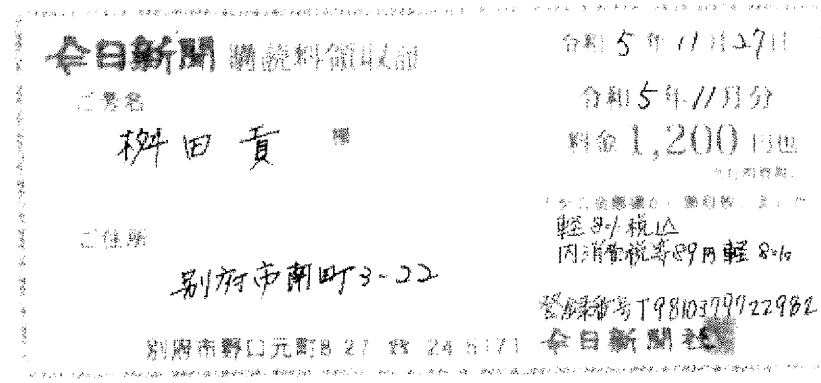 今日新聞 購読料領収証
令和5年11月27日
ご芳名
令和5年11月分
桝田 貢 様
料金1,200円也
ご住所
軽8%税込
内消費税等89円軽8%
別府市南町3-22
登録番号T9810379722982
別府市野口元町8-27 ☎ 24-5171 今日新聞社